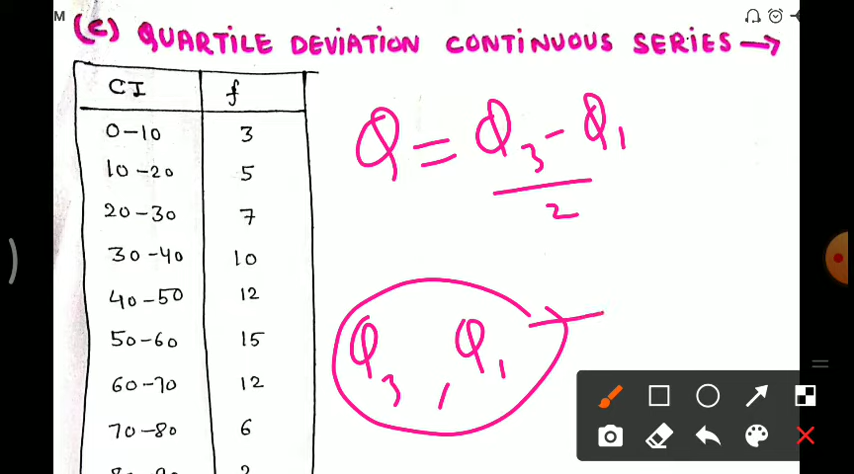 M
(C) QUARTILE DEVIATION CONTINUOUS SERIES →
CI f
0-10 3
10-20 5
20-30 7
30-40 10
40-50 12
50-60 15
60-70 12
70-80 6
Q = Q3 - Q1
2
Q3 , Q1